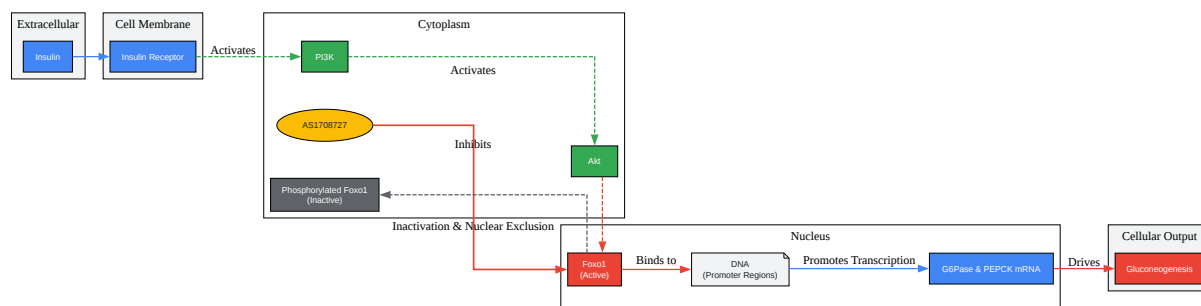 Extracellular
Insulin
Cell Membrane
Insulin Receptor
Activates
Cytoplasm
PI3K
Activates
AS1708727
Inhibits
Akt
Phosphorylated Foxo1
(Inactive)
Inactivation & Nuclear Exclusion
Nucleus
Foxo1
(Active)
Binds to
DNA
(Promoter Regions)
Promotes Transcription
G6Pase & PEPCK mRNA
Drives
Cellular Output
Gluconeogenesis